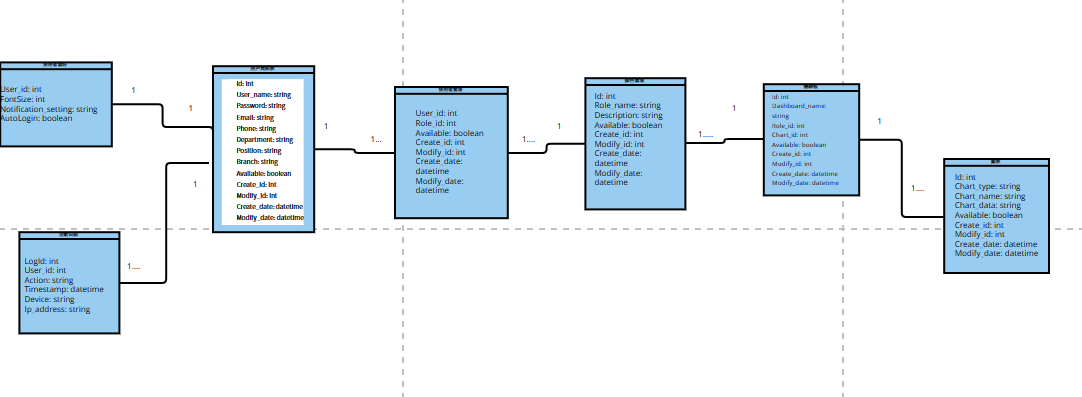 User_id: int
FontSize: int
Notification_setting: string
AutoLogin: boolean
1
1
Id: int
User_name: string
Password: string
Email: string
Phone: string
Department: string
Position: string
Branch: string
Available: boolean
Create_id: int
Modify_id: int
Create_date: datetime
Modify_date: datetime
1
1...
User_id: int
Role_id: int
Available: boolean
Create_id: int
Modify_id: int
Create_date:
datetime
Modify_date:
datetime
1....
1
Id: int
Role_name: string
Description: string
Available: boolean
Create_id: int
Modify_id: int
Create_date:
datetime
Modify_date:
datetime
1
1.....
Id: int
Dashboard_name:
string
Role_id: int
Chart_id: int
Available: boolean
Create_id: int
Modify_id: int
Create_date: datetime
Modify_date: datetime
1
1....
Id: int
Chart_type: string
Chart_name: string
Chart_data: string
Available: boolean
Create_id: int
Modify_id: int
Create_date: datetime
Modify_date: datetime
1
1....
LogId: int
User_id: int
Action: string
Timestamp: datetime
Device: string
Ip_address: string